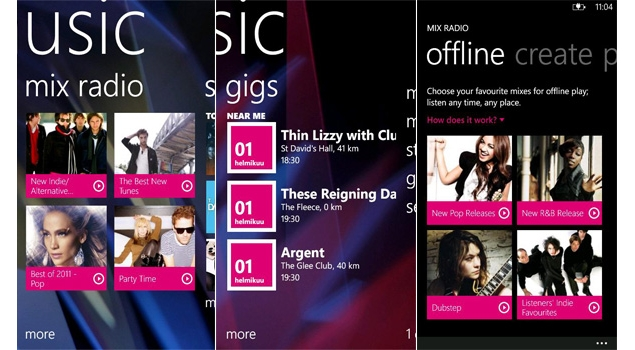 usic
mix radio
New Indie/
Alternative...
The Best New
Tunes
Best of 2011 -
Pop
Party Time
more
sic
gigs
NEAR ME
01
helmikuu
Thin Lizzy with Clu
St David's Hall, 41 km
18:30
01
helmikuu
These Reigning Da
The Fleece, 0 km
19:30
01
helmikuu
Argent
The Glee Club, 40 km
19:30
more
11:04
MIX RADIO
offline create p
Choose your favourite mixes for offline play;
listen any time, any place.
How does it work?
New Pop Releases
New R&B Release
Dubstep
Listeners' Indie
Favourites